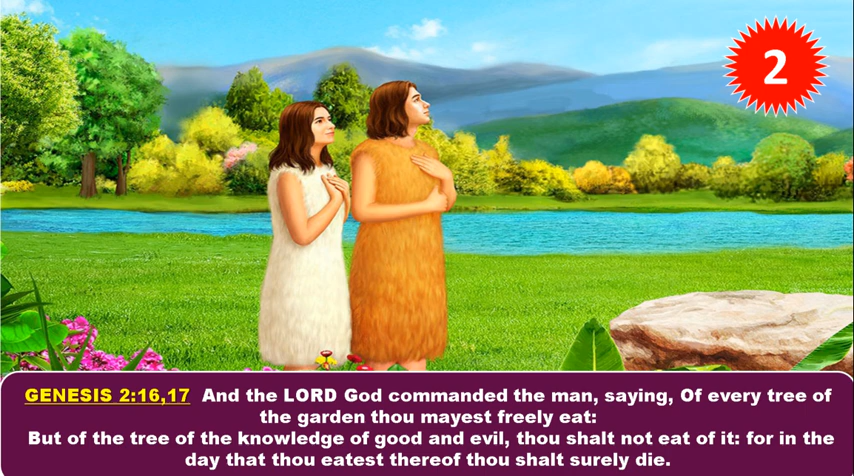 2
GENESIS 2:16,17 And the LORD God commanded the man, saying, Of every tree of
the garden thou mayest freely eat:
But of the tree of the knowledge of good and evil, thou shalt not eat of it: for in the
day that thou eatest thereof thou shalt surely die.